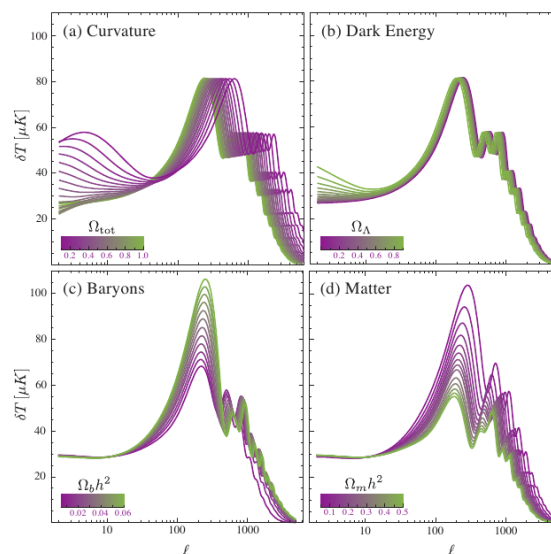 (a) Curvature
(b) Dark Energy
δT [μK]
100
80
60
40
20
Ω_tot
0.2 0.4 0.6 0.8 1.0
Ω_Λ
0.2 0.4 0.6 0.8
(c) Baryons
(d) Matter
δT [μK]
100
80
60
40
20
Ω_b h²
0.02 0.04 0.06
Ω_m h²
0.1 0.2 0.3 0.4 0.5
10 100 1000
10 100 1000
ℓ
ℓ